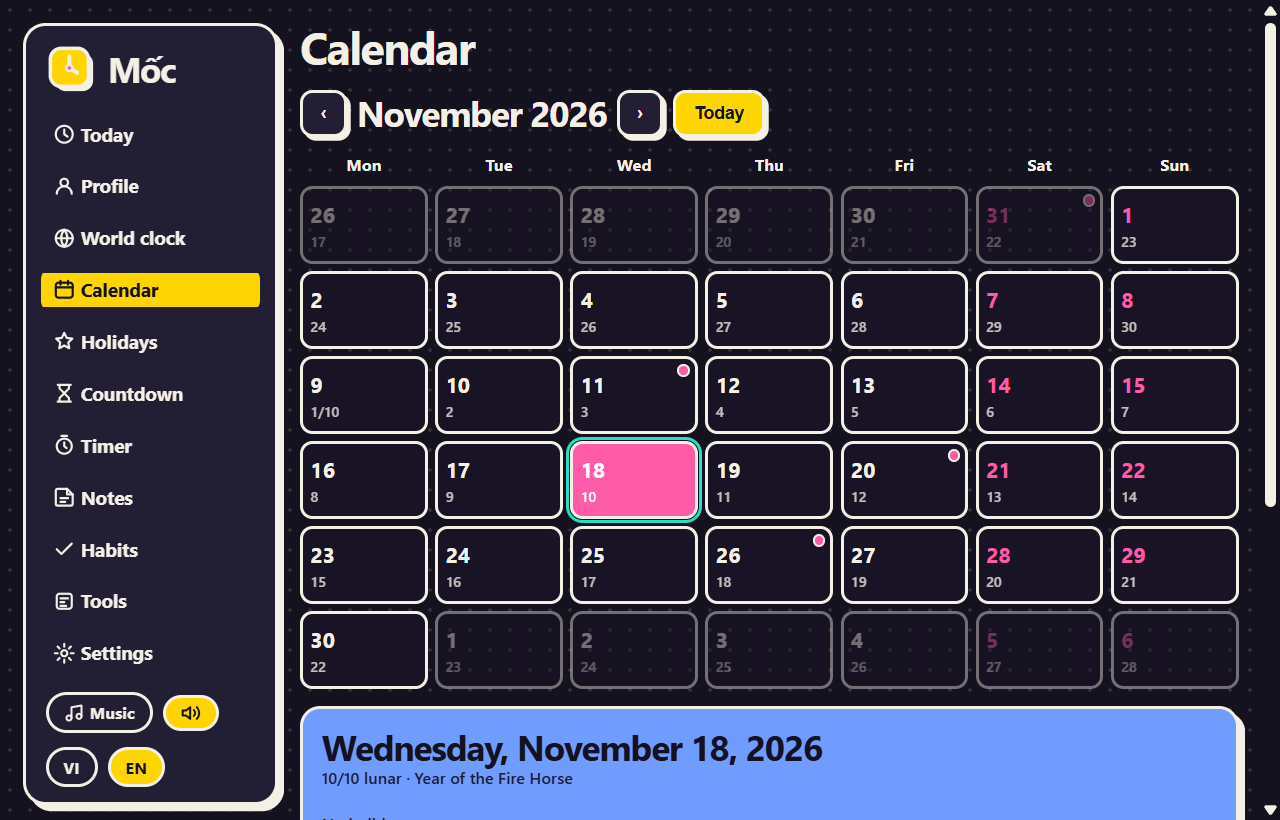 Mốc
Today
Profile
World clock
Calendar
Holidays
Countdown
Timer
Notes
Habits
Tools
Settings
Music
VI
EN
Calendar
‹ November 2026 › Today
Mon Tue Wed Thu Fri Sat Sun
26 27 28 29 30 31 1
17 18 19 20 21 22 23
2 3 4 5 6 7 8
24 25 26 27 28 29 30
9 10 11 12 13 14 15
1/10 2 3 4 5 6 7
16 17 18 19 20 21 22
8 9 10 11 12 13 14
23 24 25 26 27 28 29
15 16 17 18 19 20 21
30 1 2 3 4 5 6
22 23 24 25 26 27 28
Wednesday, November 18, 2026
10/10 lunar · Year of the Fire Horse